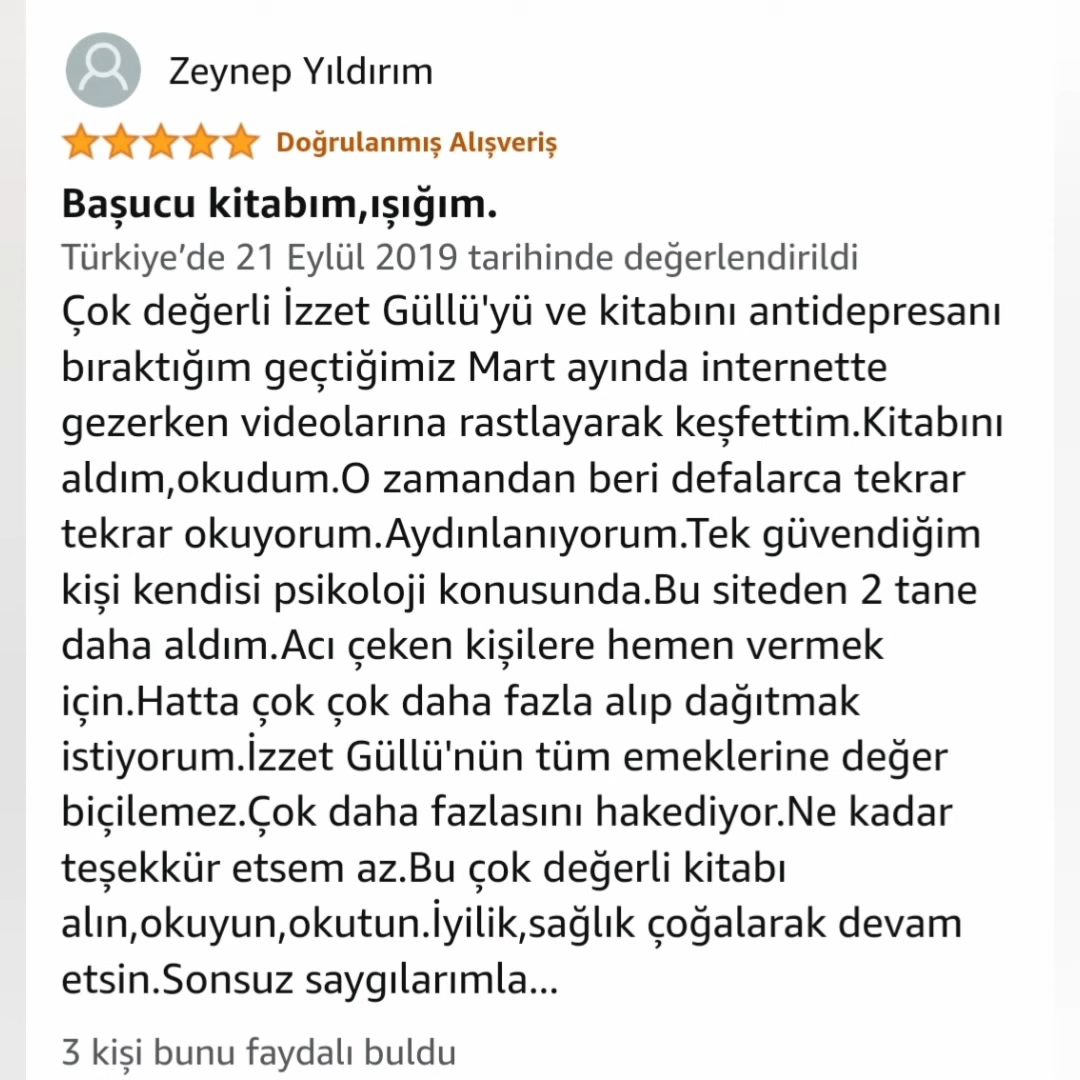 Zeynep Yıldırım
Doğrulanmış Alışveriş
Başucu kitabım,ışığım.
Türkiye’de 21 Eylül 2019 tarihinde değerlendirildi
Çok değerli İzzet Güllü'yü ve kitabını antidepresanı
bıraktığım geçtiğimiz Mart ayında internette
gezerken videolarına rastlayarak keşfettim.Kitabını
aldım,okudum.O zamandan beri defalarca tekrar
tekrar okuyorum.Aydınlanıyorum.Tek güvendiğim
kişi kendisi psikoloji konusunda.Bu siteden 2 tane
daha aldım.Acı çeken kişilere hemen vermek
için.Hatta çok çok daha fazla alıp dağıtmak
istiyorum.İzzet Güllü'nün tüm emeklerine değer
biçilemez.Çok daha fazlasını hakediyor.Ne kadar
teşekkür etsem az.Bu çok değerli kitabı
alın,okuyun,okutun.İyilik,sağlık çoğalarak devam
etsin.Sonsuz saygılarımla...
3 kişi bunu faydalı buldu